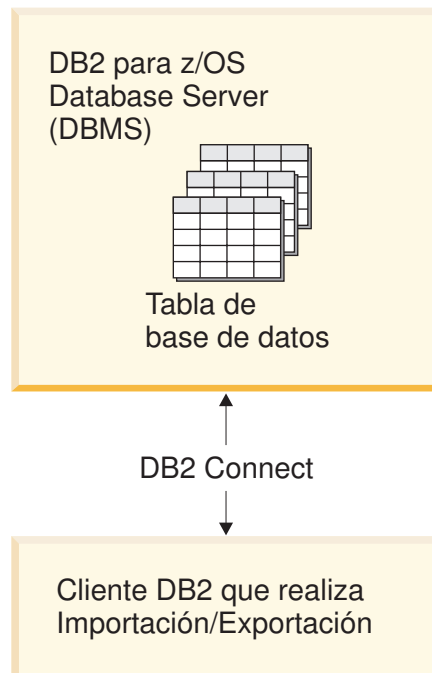 DB2 para z/OS
Database Server
(DBMS)
Tabla de
base de datos
DB2 Connect
Cliente DB2 que realiza
Importación/Exportación